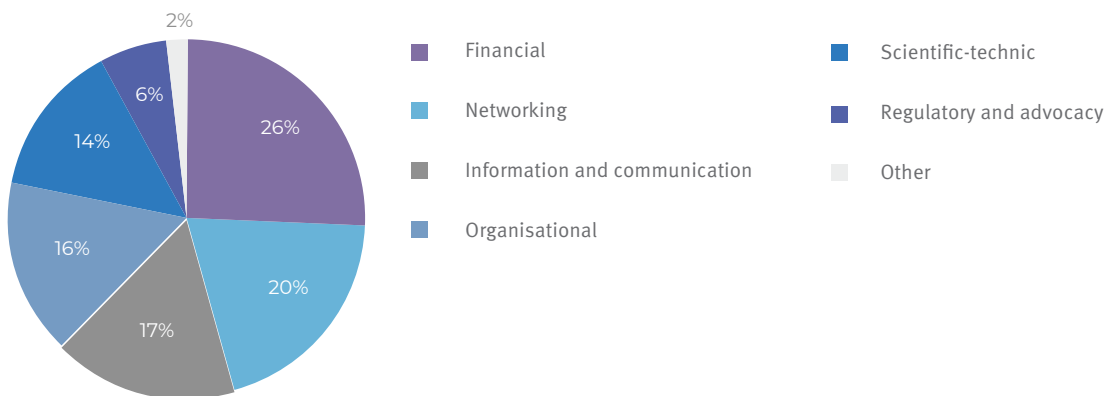 2%
6%
26%
14%
16%
20%
17%
Financial
Networking
Information and communication
Organisational
Scientific-technic
Regulatory and advocacy
Other